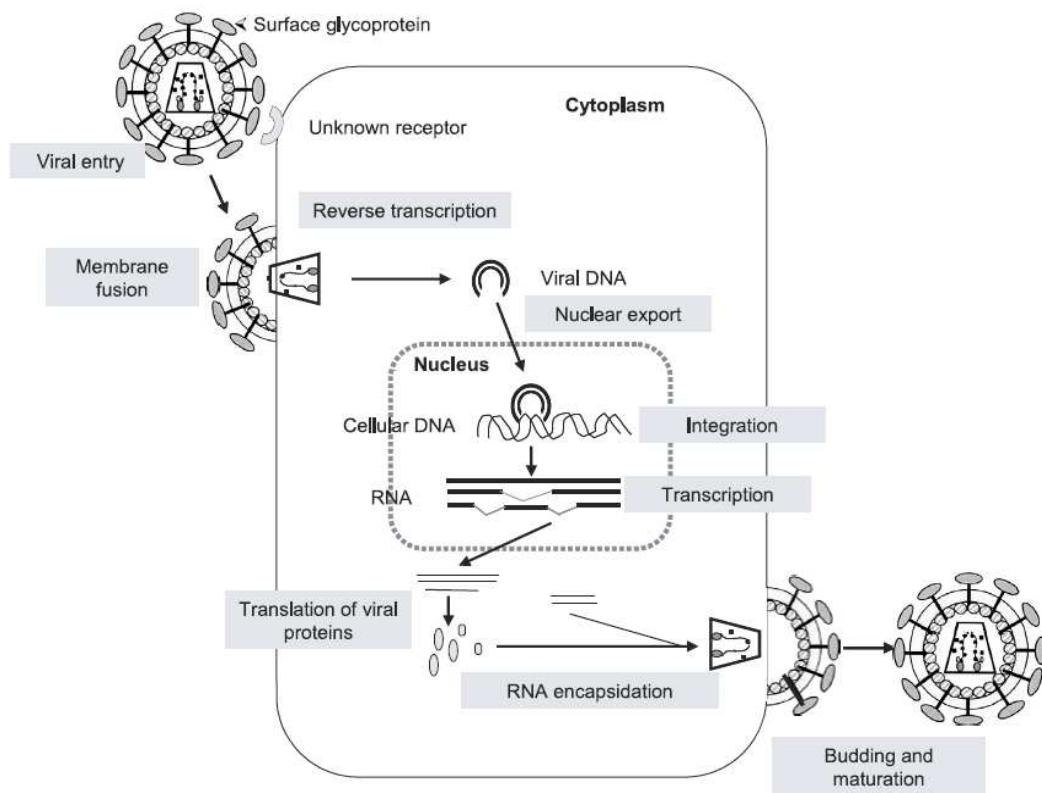 Surface glycoprotein
Cytoplasm
Unknown receptor
Viral entry
Reverse transcription
Membrane
fusion
Viral DNA
Nuclear export
Nucleus
Cellular DNA
Integration
RNA
Transcription
Translation of viral
proteins
RNA encapsidation
Budding and
maturation